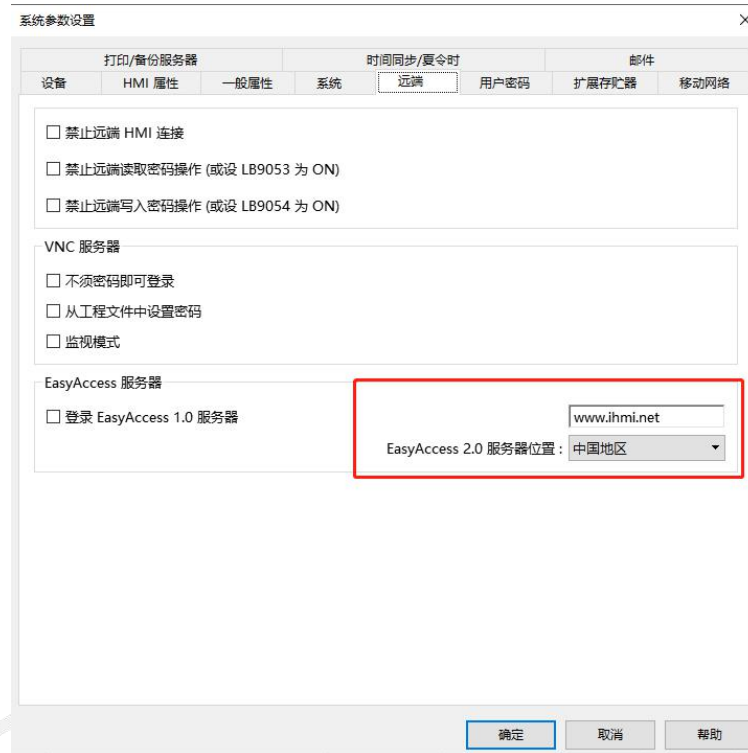 系统参数设置
打印/备份服务器 时间同步/夏令时 邮件
设备 HMI 属性 一般属性 系统 远端 用户密码 扩展存贮器 移动网络
禁止远端 HMI 连接
禁止远端读取密码操作 (或设 LB9053 为 ON)
禁止远端写入密码操作 (或设 LB9054 为 ON)
VNC 服务器
不须密码即可登录
从工程文件中设置密码
监视模式
EasyAccess 服务器
登录 EasyAccess 1.0 服务器 www.ihmi.net
EasyAccess 2.0 服务器位置 : 中国地区
确定 取消 帮助